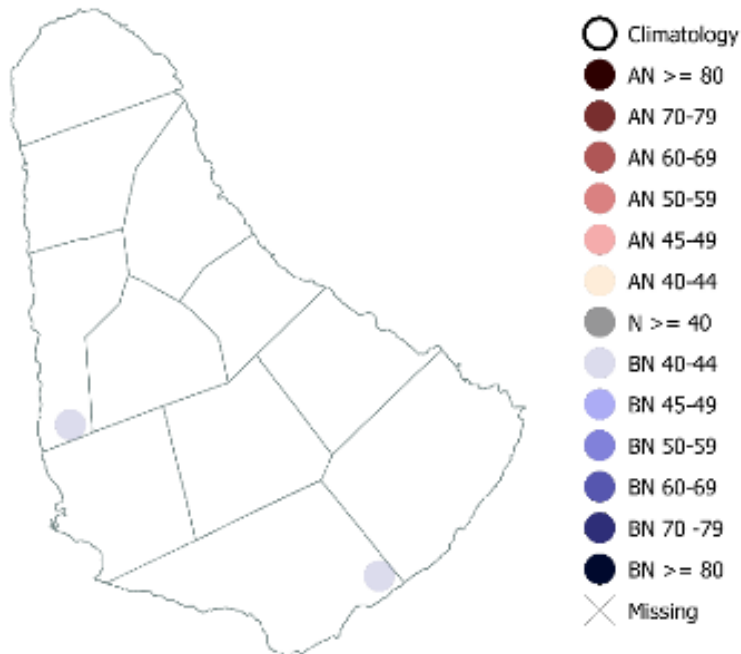 Climatology
AN >= 80
AN 70-79
AN 60-69
AN 50-59
AN 45-49
AN 40-44
N >= 40
BN 40-44
BN 45-49
BN 50-59
BN 60-69
BN 70 -79
BN >= 80
Missing